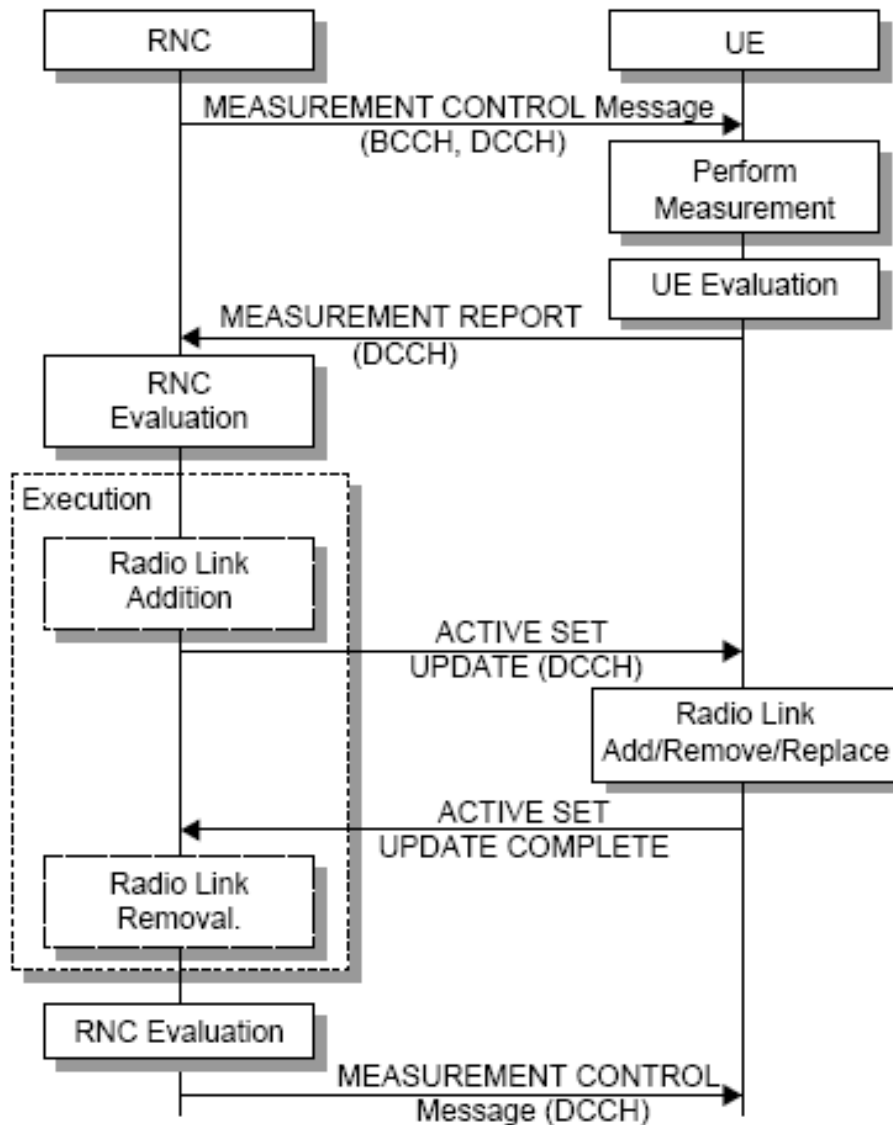 RNC
UE
MEASUREMENT CONTROL Message
(BCCH, DCCH)
Perform
Measurement
UE Evaluation
MEASUREMENT REPORT
(DCCH)
RNC
Evaluation
Execution
Radio Link
Addition
ACTIVE SET
UPDATE (DCCH)
Radio Link
Add/Remove/Replace
ACTIVE SET
UPDATE COMPLETE
Radio Link
Removal.
RNC Evaluation
MEASUREMENT CONTROL
Message (DCCH)